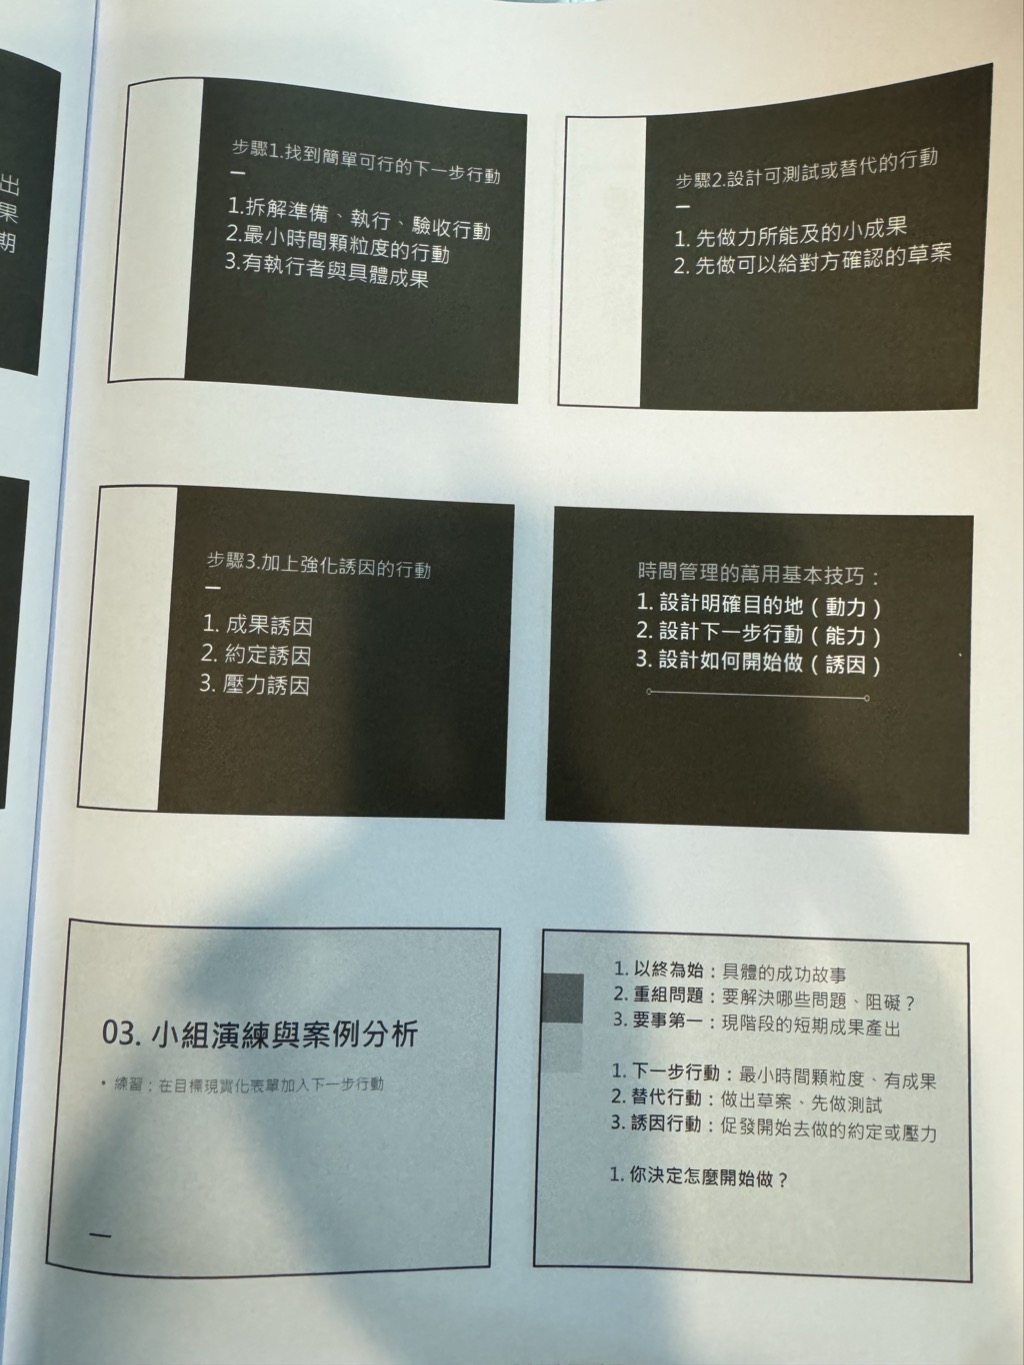 出
果
期
步驟1.找到簡單可行的下一步行動
1.拆解準備、執行、驗收行動
2.最小時間顆粒度的行動
3.有執行者與具體成果
步驟2.設計可測試或替代的行動
1. 先做力所能及的小成果
2. 先做可以給對方確認的草案
步驟3.加上強化誘因的行動
1. 成果誘因
2. 約定誘因
3. 壓力誘因
時間管理的萬用基本技巧：
1. 設計明確目的地（動力）
2. 設計下一步行動（能力）
3. 設計如何開始做（誘因）
03. 小組演練與案例分析
• 練習：在目標現實化表單加入下一步行動
1. 以終為始：具體的成功故事
2. 重組問題：要解決哪些問題、阻礙？
3. 要事第一：現階段的短期成果產出
1. 下一步行動：最小時間顆粒度、有成果
2. 替代行動：做出草案、先做測試
3. 誘因行動：促發開始去做的約定或壓力
1. 你決定怎麼開始做？